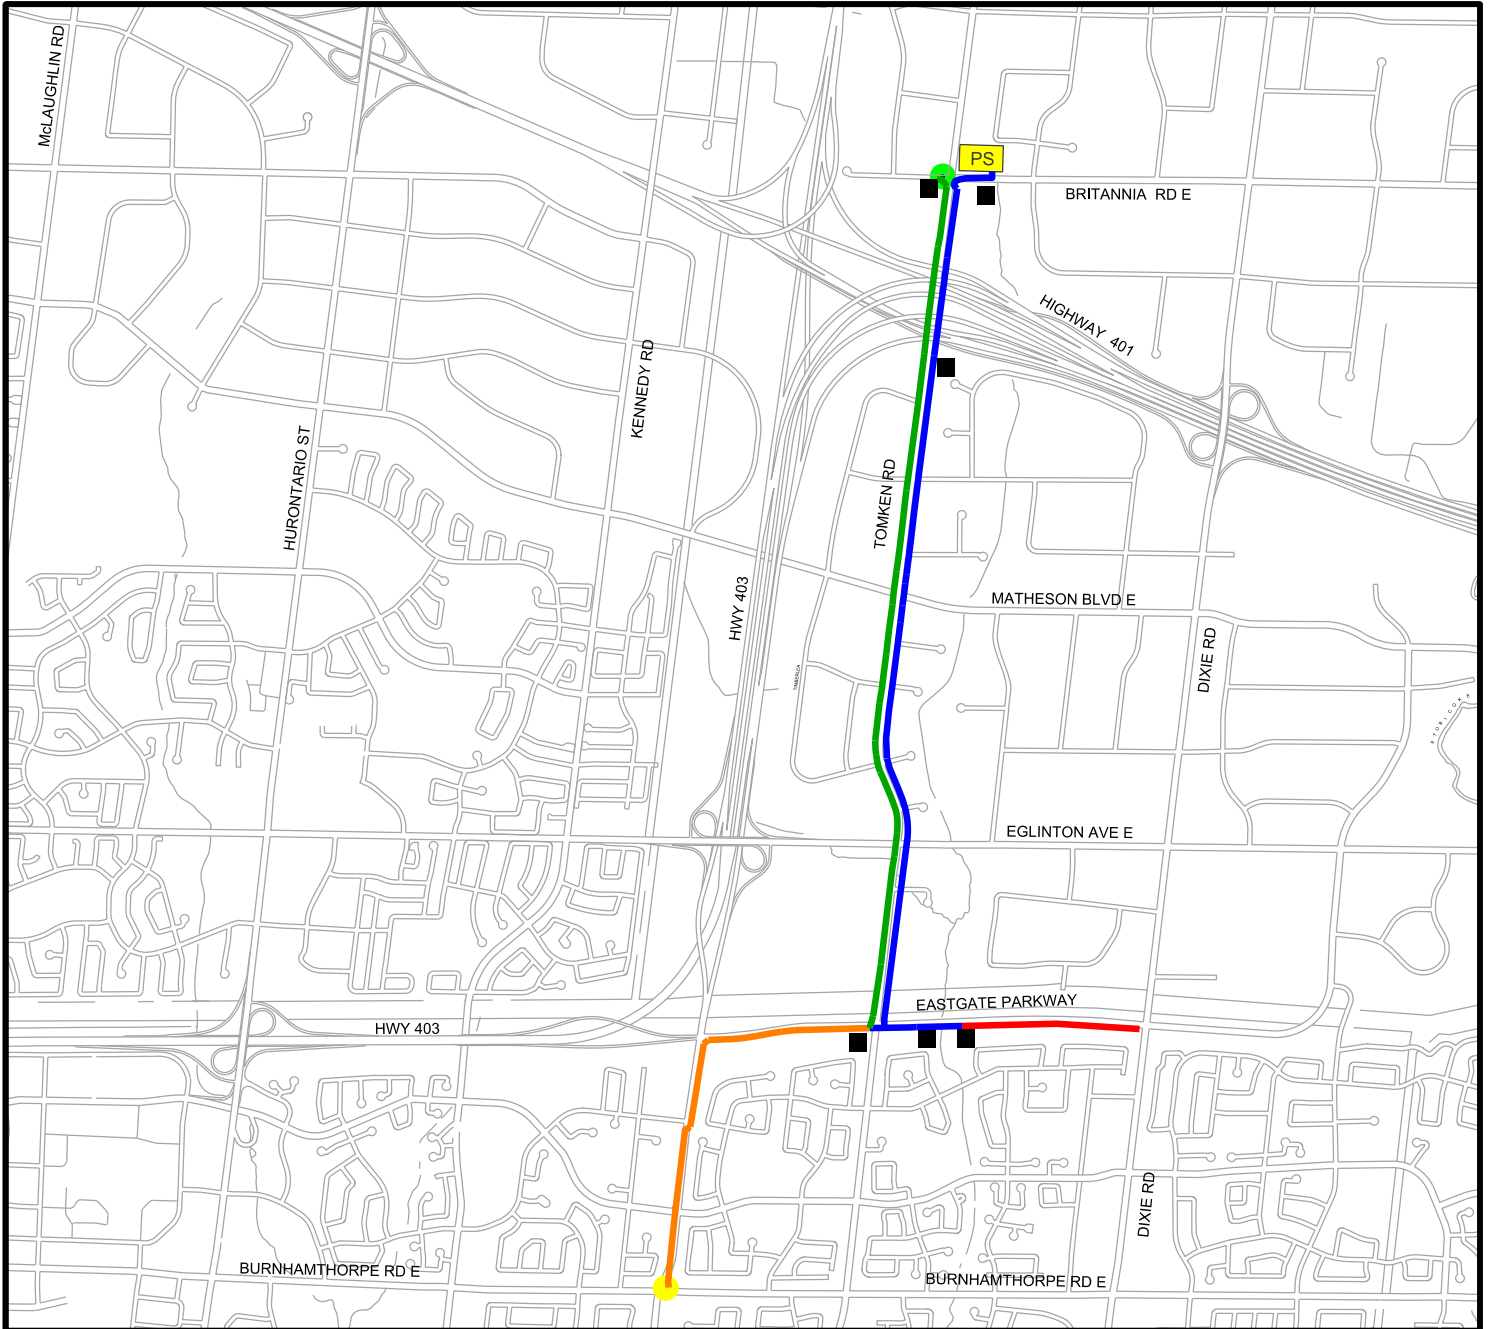 McLAUGHLIN RD
PS
BRITANNIA RD E
HIGHWAY 401
KENNEDY RD
HURONTARIO ST
TOMKEN RD
HWY 403
MATHESON BLVD E
DIXIE RD
EGLINTON AVE E
EASTGATE PARKWAY
HWY 403
DIXIE RD
BURNHAMTHORPE RD E
BURNHAMTHORPE RD E